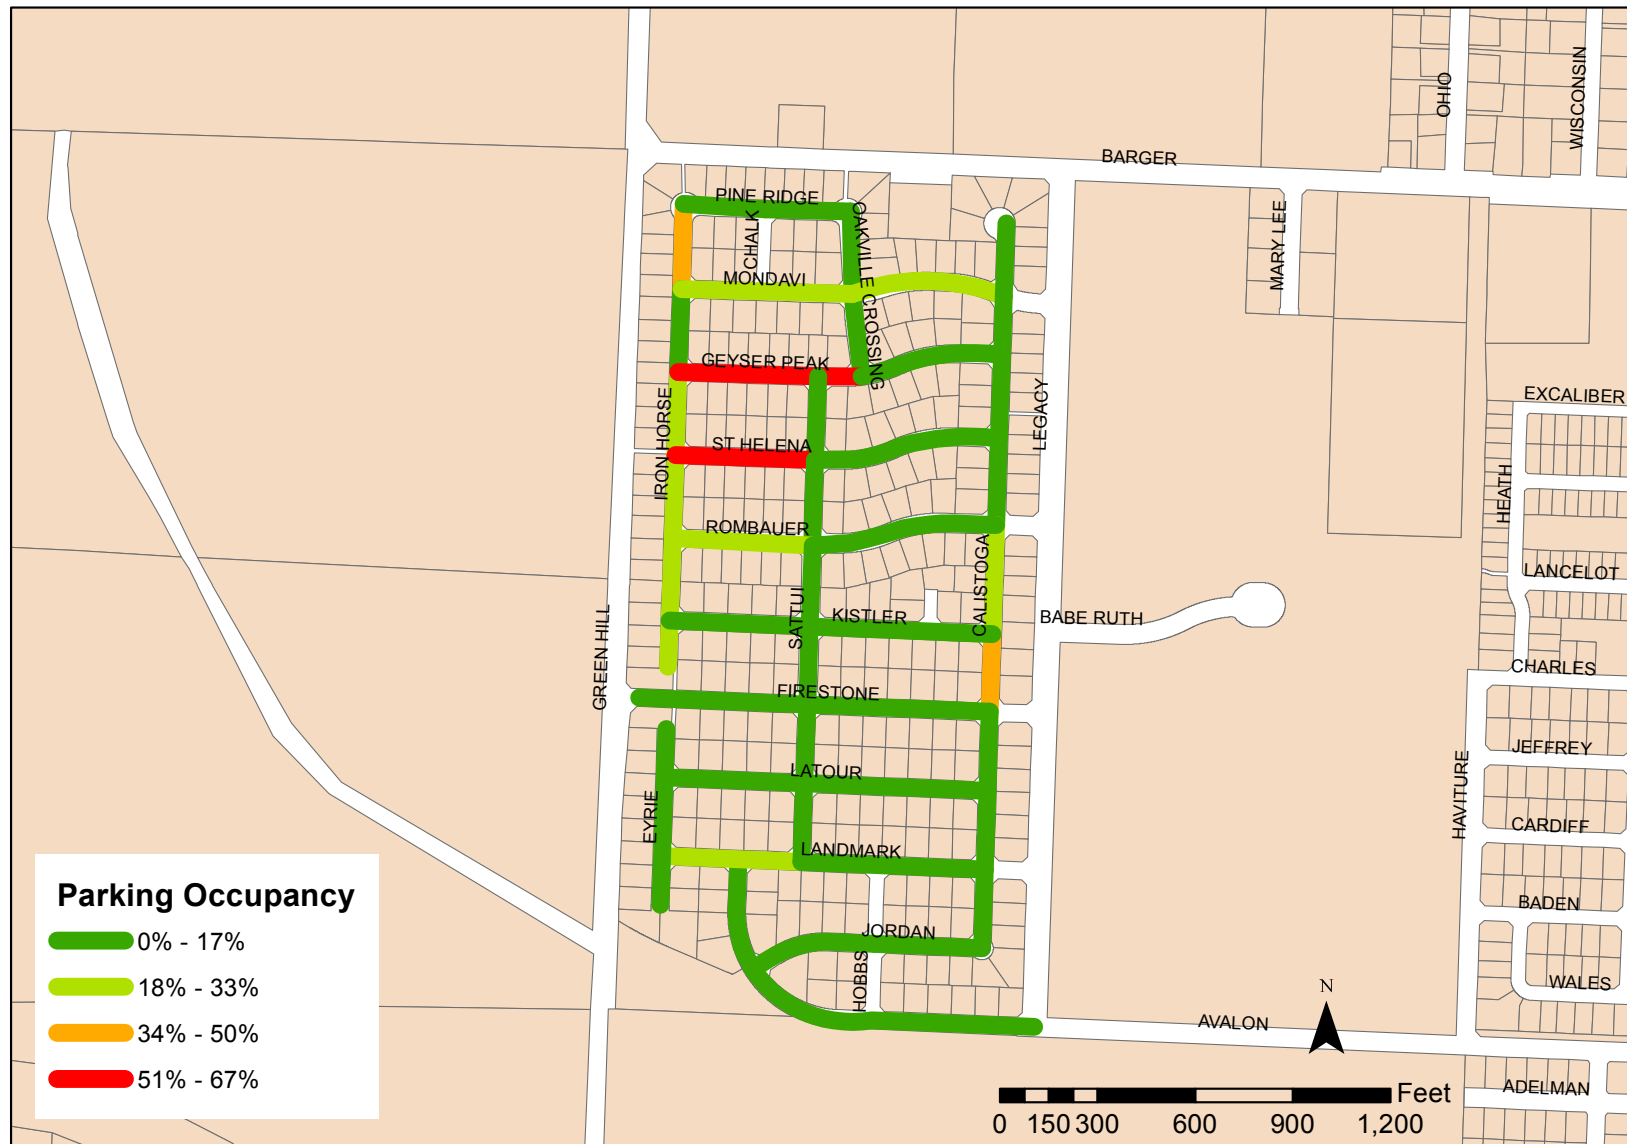 OHIO
WISCONSIN
BARGER
PINE RIDGE
CHALK
OAKVILLE CROSSING
MARY LEE
MONDAVI
GEYSER PEAK
IRON HORSE
LEGACY
EXCALIBER
ST HELENA
HEATH
ROMBAUER
CALISTOGA
LANCELOT
SATTUI
KISTLER
BABE RUTH
GREEN HILL
CHARLES
FIRESTONE
JEFFREY
LATOUR
HAVITURE
EYRIE
CARDIFF
LANDMARK
BADEN
JORDAN
HOBBS
WALES
AVALON
ADELMAN
Parking Occupancy
0% - 17%
18% - 33%
34% - 50%
51% - 67%
N
Feet
0 150 300 600 900 1,200